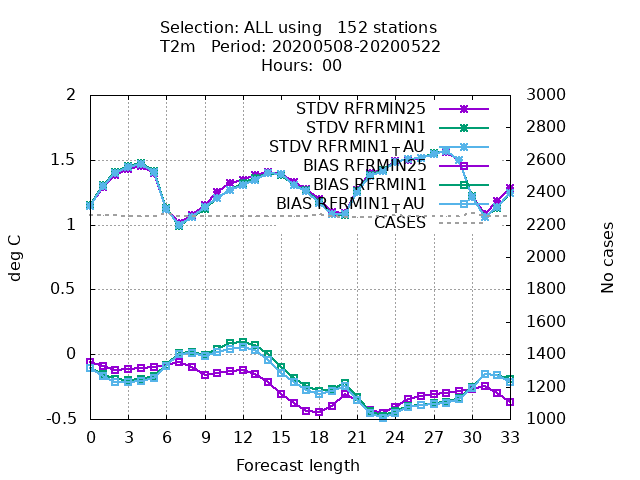 Selection: ALL using   152 stations
T2m   Period: 20200508-20200522
Hours: 00
STDV RFRMIN25
STDV RFRMIN1
STDV RFRMIN1┬AU
BIAS RFRMIN25
BIAS RFRMIN1
BIAS RFRMIN1┬AU
CASES
deg C
2
1.5
1
0.5
0
-0.5
No cases
3000
2800
2600
2400
2200
2000
1800
1600
1400
1200
1000
0 3 6 9 12 15 18 21 24 27 30 33
Forecast length